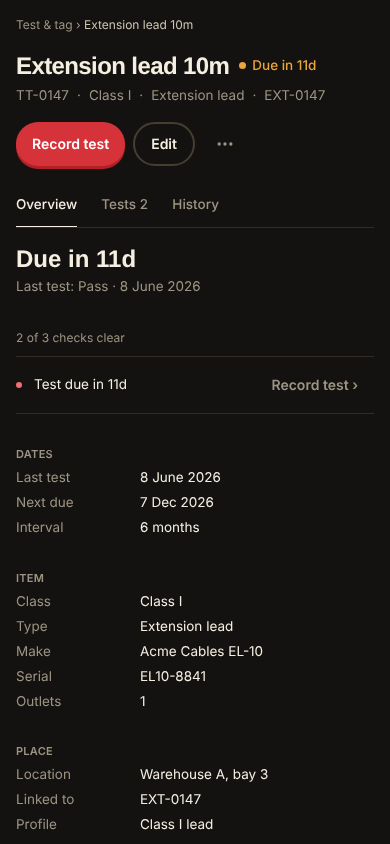 Test & tag › Extension lead 10m
Extension lead 10m • Due in 11d
TT-0147 · Class I · Extension lead · EXT-0147
Record test Edit •••
Overview Tests 2 History
Due in 11d
Last test: Pass · 8 June 2026
2 of 3 checks clear
• Test due in 11d Record test ›
DATES
Last test 8 June 2026
Next due 7 Dec 2026
Interval 6 months
ITEM
Class Class I
Type Extension lead
Make Acme Cables EL-10
Serial EL10-8841
Outlets 1
PLACE
Location Warehouse A, bay 3
Linked to EXT-0147
Profile Class I lead